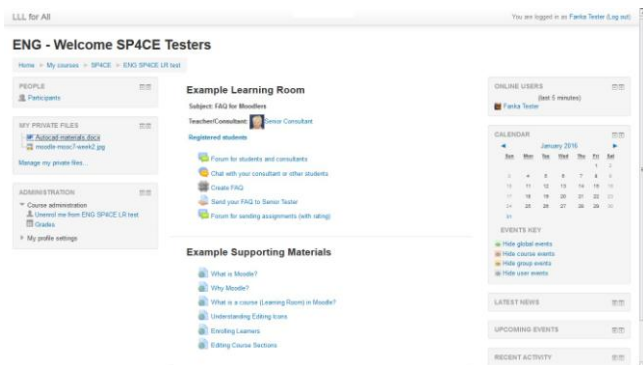 LLL for All
You are logged in as Fanka Tester (Log out)
ENG - Welcome SP4CE Testers
Home > My courses > SP4CE > ENG SP4CE LR test
PEOPLE
Participants
MY PRIVATE FILES
Autocad materials.docx
moodle-mosc7-week2.jpg
Manage my private files...
ADMINISTRATION
Course administration
Unenrol me from ENG SP4CE LR test
Grades
My profile settings
Example Learning Room
Subject: FAQ for Moodlers
Teacher/Consultant: Senior Consultant
Registered students
Forum for students and consultants
Chat with your consultant or other students
Create FAQ
Send your FAQ to Senior Tester
Forum for sending assignments (with rating)
Example Supporting Materials
What is Moodle?
Why Moodle?
What is a course (Learning Room) in Moodle?
Understanding Editing Icons
Enrolling Learners
Editing Course Sections
ONLINE USERS
(last 5 minutes)
Fanka Tester
CALENDAR
January 2016
Sun Mon Tue Wed Thu Fri Sat
1 2
3 4 5 6 7 8 9
10 11 12 13 14 15 16
17 18 19 20 21 22 23
24 25 26 27 28 29 30
31
EVENTS KEY
Hide global events
Hide course events
Hide group events
Hide user events
LATEST NEWS
UPCOMING EVENTS
RECENT ACTIVITY